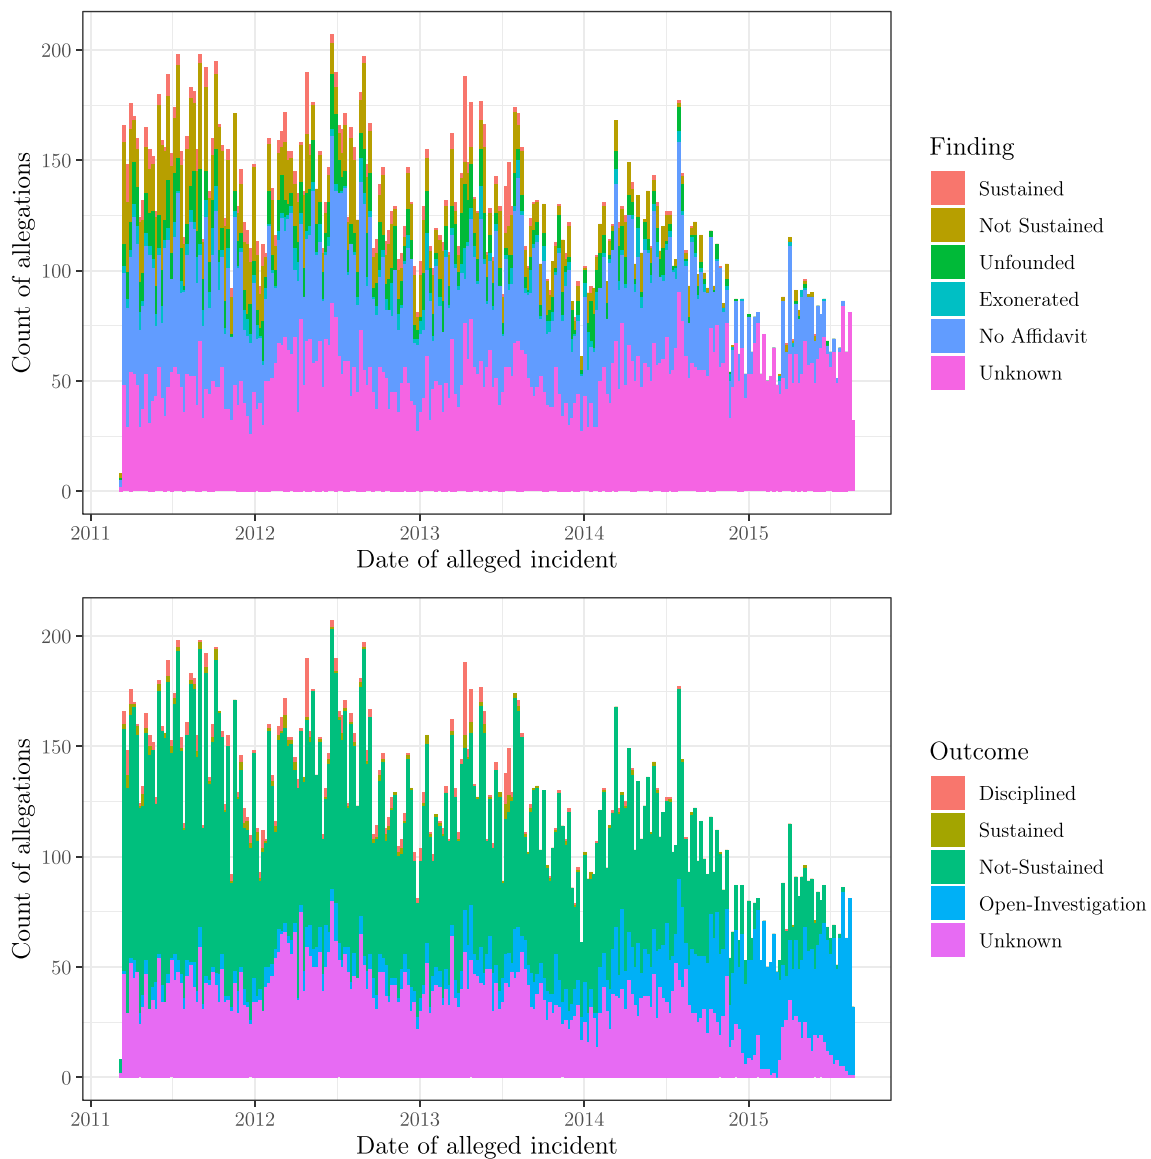 Count of allegations
200
150
100
50
0
2011 2012 2013 2014 2015
Date of alleged incident
Finding
Sustained
Not Sustained
Unfounded
Exonerated
No Affidavit
Unknown
Count of allegations
200
150
100
50
0
2011 2012 2013 2014 2015
Date of alleged incident
Outcome
Disciplined
Sustained
Not-Sustained
Open-Investigation
Unknown